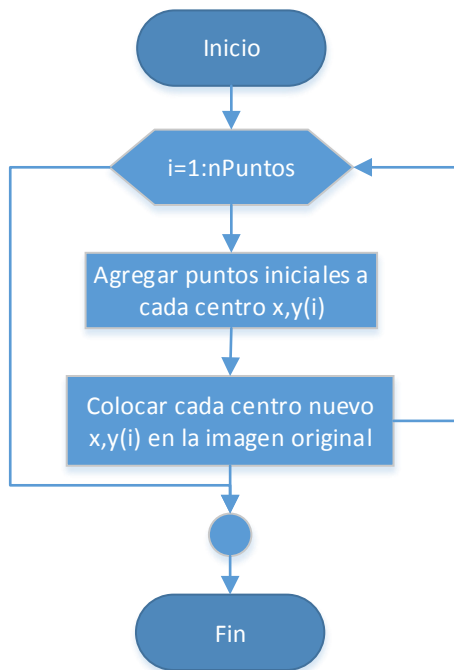 Inicio
i=1:nPuntos
Agregar puntos iniciales a
cada centro x,y(i)
Colocar cada centro nuevo
x,y(i) en la imagen original
Fin